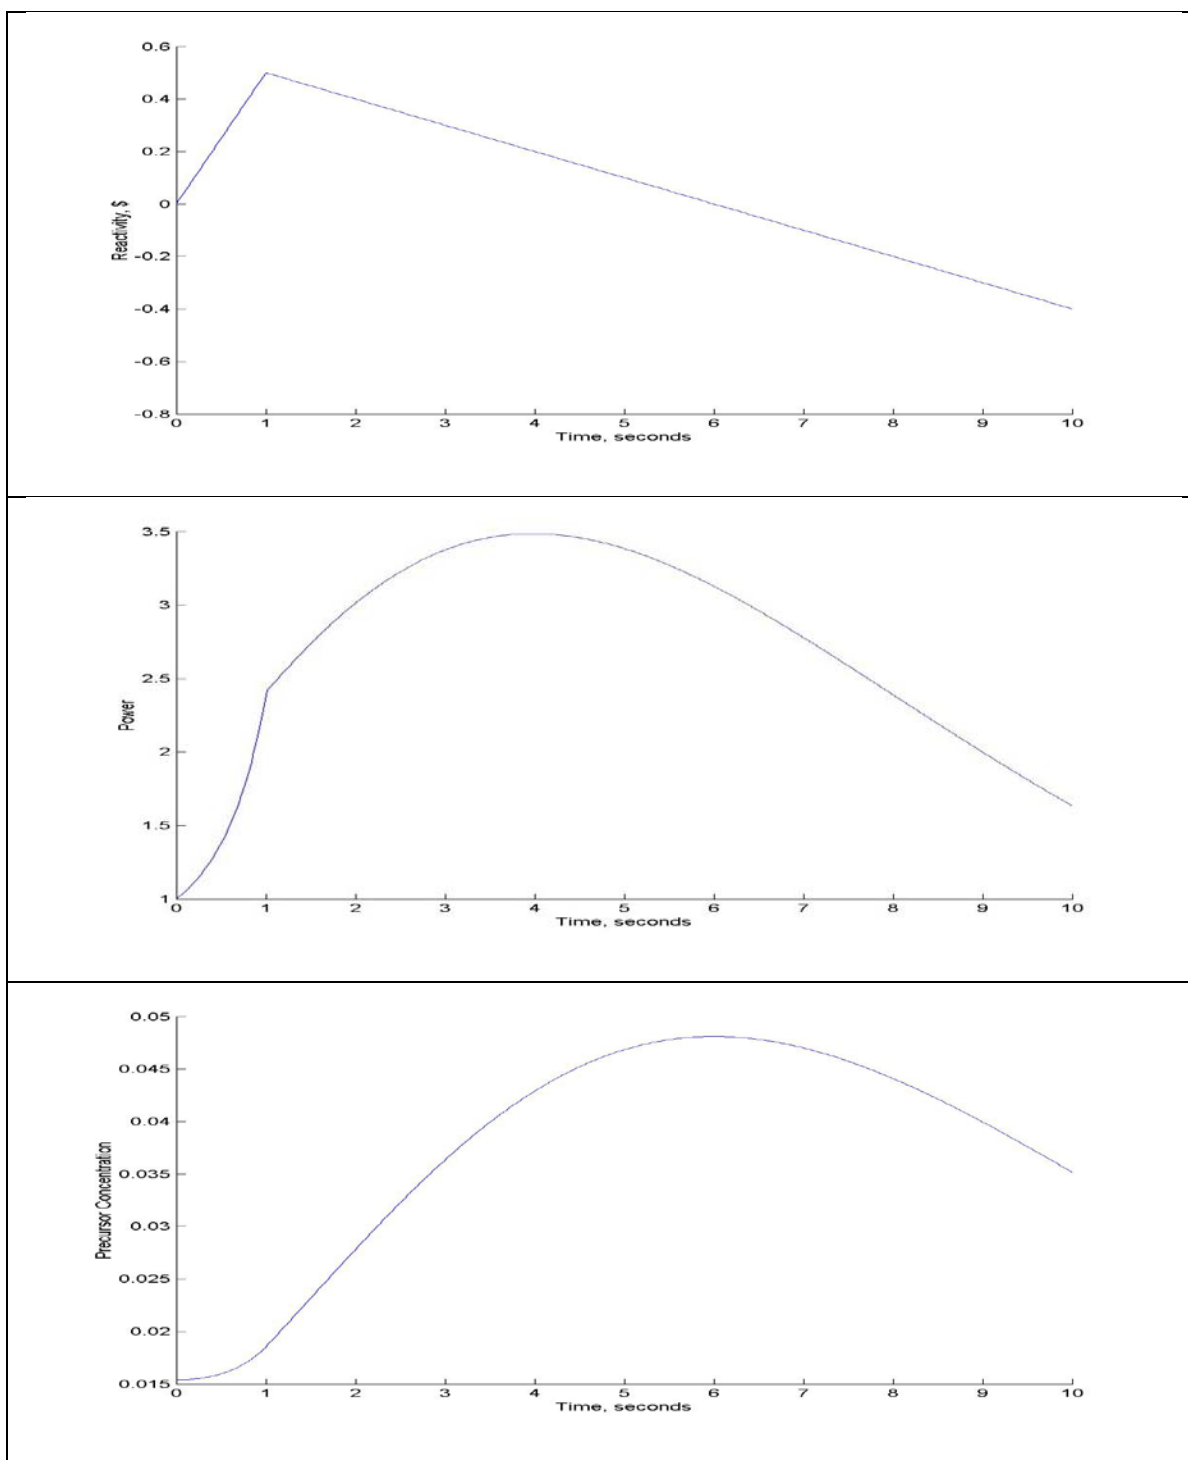 0.6
0.4
0.2
0
-0.2
-0.4
-0.6
-0.8
Reactivity, $
0 1 2 3 4 5 6 7 8 9 10
Time, seconds
3.5
3
2.5
2
1.5
1
Power
0 1 2 3 4 5 6 7 8 9 10
Time, seconds
0.05
0.045
0.04
0.035
0.03
0.025
0.02
0.015
Precursor Concentration
0 1 2 3 4 5 6 7 8 9 10
Time, seconds